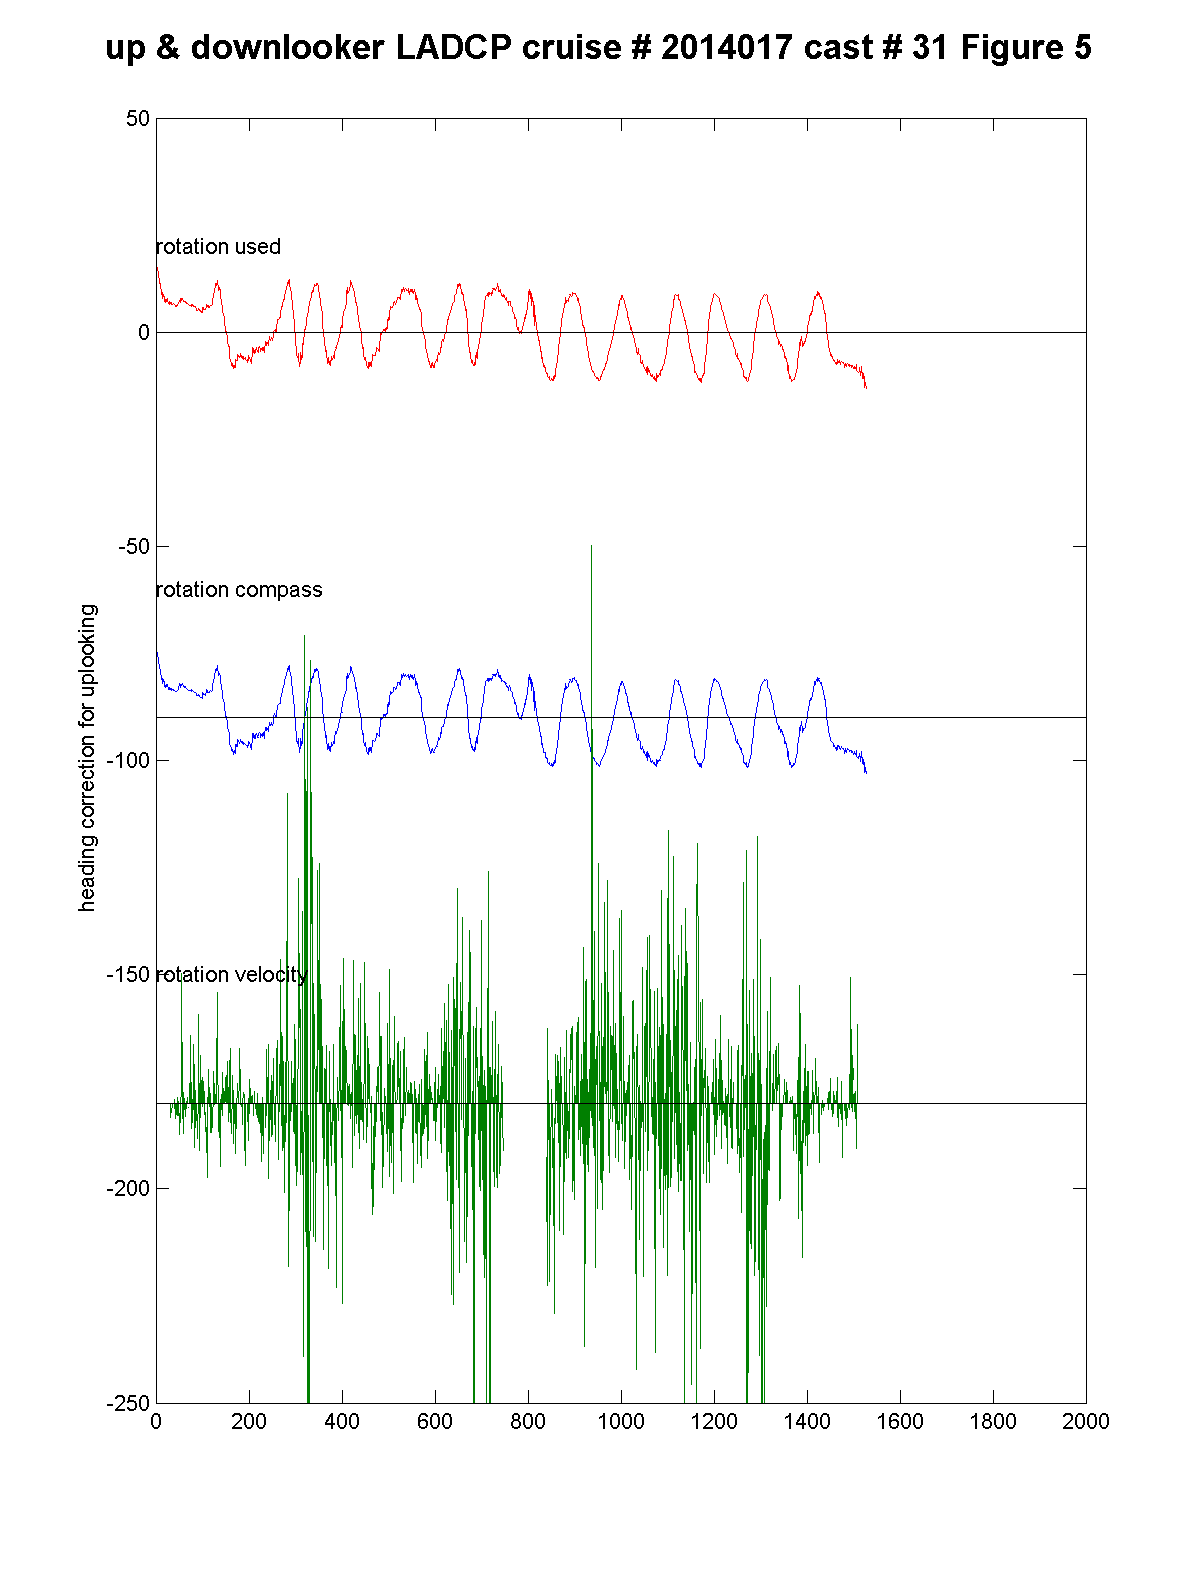 up & downlooker LADCP cruise # 2014017 cast # 31 Figure 5
50
rotation used
0
-50
rotation compass
heading correction for uplooking
-100
-150
rotation velocity
-200
-250
0 200 400 600 800 1000 1200 1400 1600 1800 2000